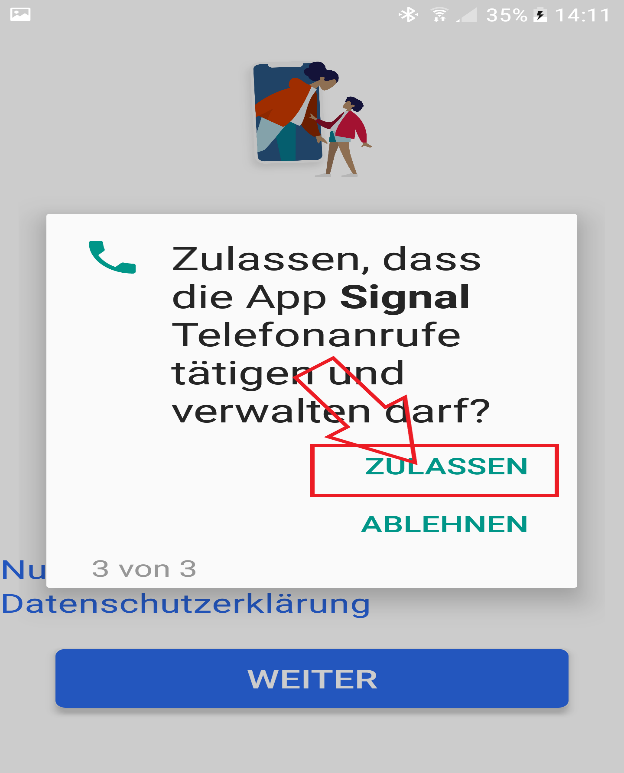 35% 14:11
Zulassen, dass
die App Signal
Telefonanrufe
tätigen und
verwalten darf?
ZULASSEN
ABLEHNEN
3 von 3
Nu
Datenschutzerklärung
WEITER